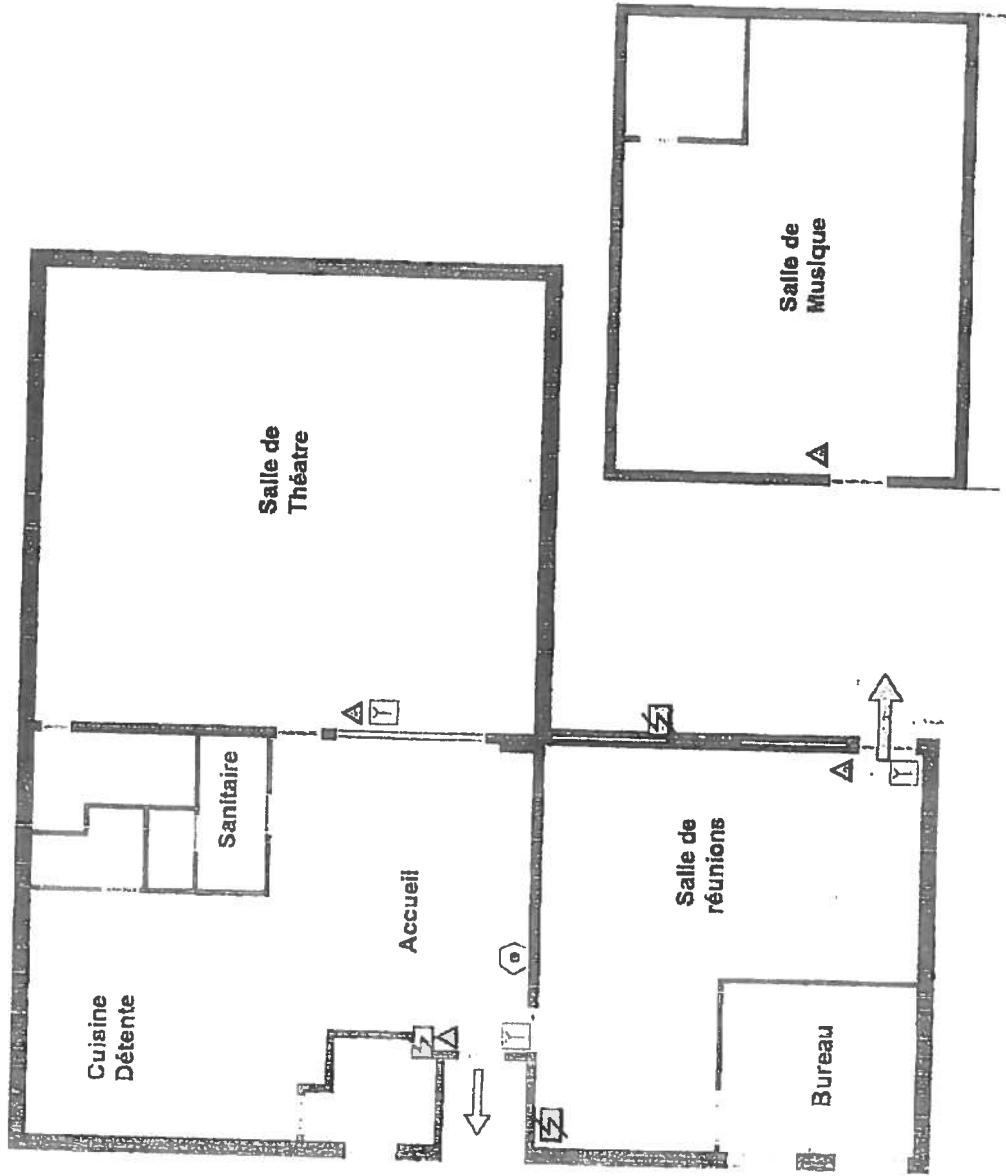 Cuisine
Détente
Sanitaire
Accueil
Salle de
Théatre
Salle de
réunions
Bureau
Salle de
Musique
Y
Y
Y